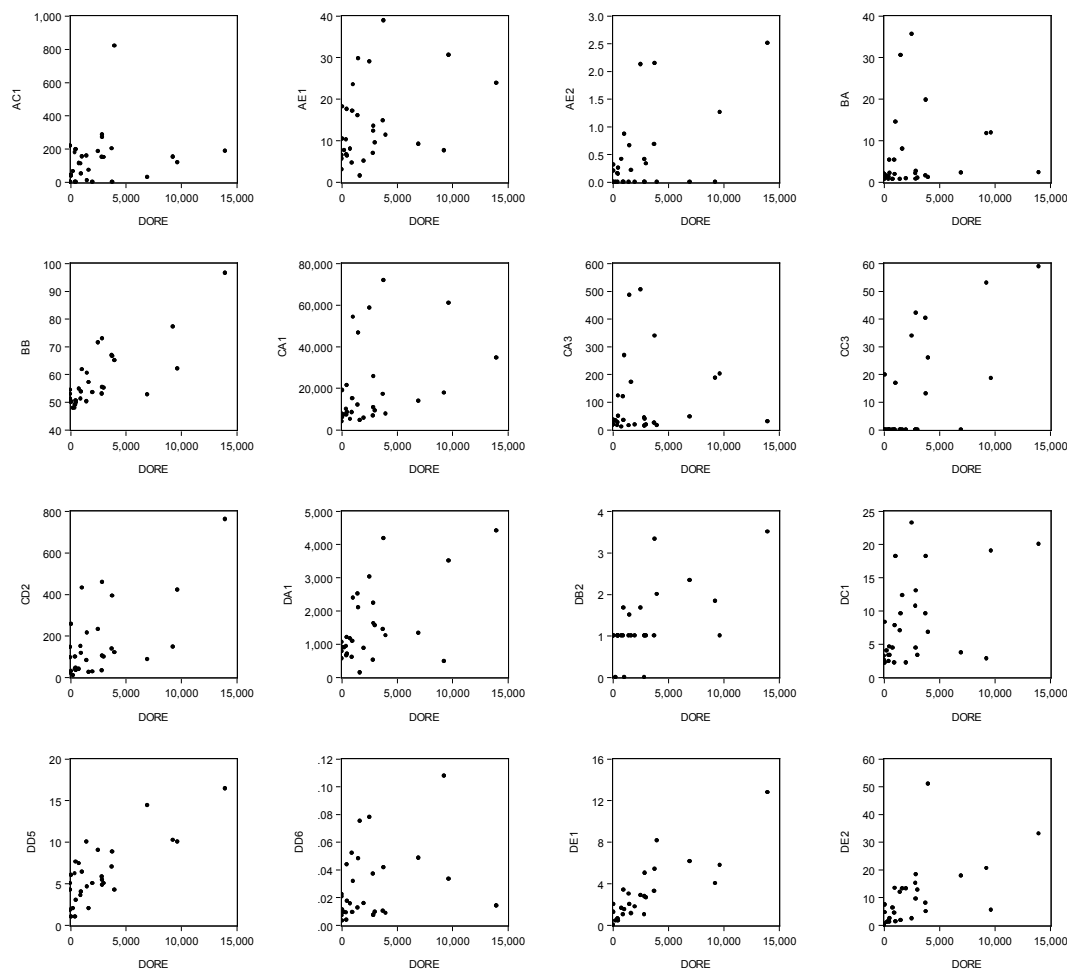 1,000
800
600
400
200
0
AC1
0 5,000 10,000 15,000
DORE
40
30
20
10
0
AE1
0 5,000 10,000 15,000
DORE
3.0
2.5
2.0
1.5
1.0
0.5
0.0
AE2
0 5,000 10,000 15,000
DORE
40
30
20
10
0
BA
0 5,000 10,000 15,000
DORE
100
90
80
70
60
50
40
BB
0 5,000 10,000 15,000
DORE
80,000
60,000
40,000
20,000
0
CA1
0 5,000 10,000 15,000
DORE
600
500
400
300
200
100
0
CA3
0 5,000 10,000 15,000
DORE
60
50
40
30
20
10
0
CC3
0 5,000 10,000 15,000
DORE
800
600
400
200
0
CD2
0 5,000 10,000 15,000
DORE
5,000
4,000
3,000
2,000
1,000
0
DA1
0 5,000 10,000 15,000
DORE
4
3
2
1
0
DB2
0 5,000 10,000 15,000
DORE
25
20
15
10
5
0
DC1
0 5,000 10,000 15,000
DORE
20
15
10
5
0
DD5
0 5,000 10,000 15,000
DORE
.12
.10
.08
.06
.04
.02
.00
DD6
0 5,000 10,000 15,000
DORE
16
12
8
4
0
DE1
0 5,000 10,000 15,000
DORE
60
50
40
30
20
10
0
DE2
0 5,000 10,000 15,000
DORE